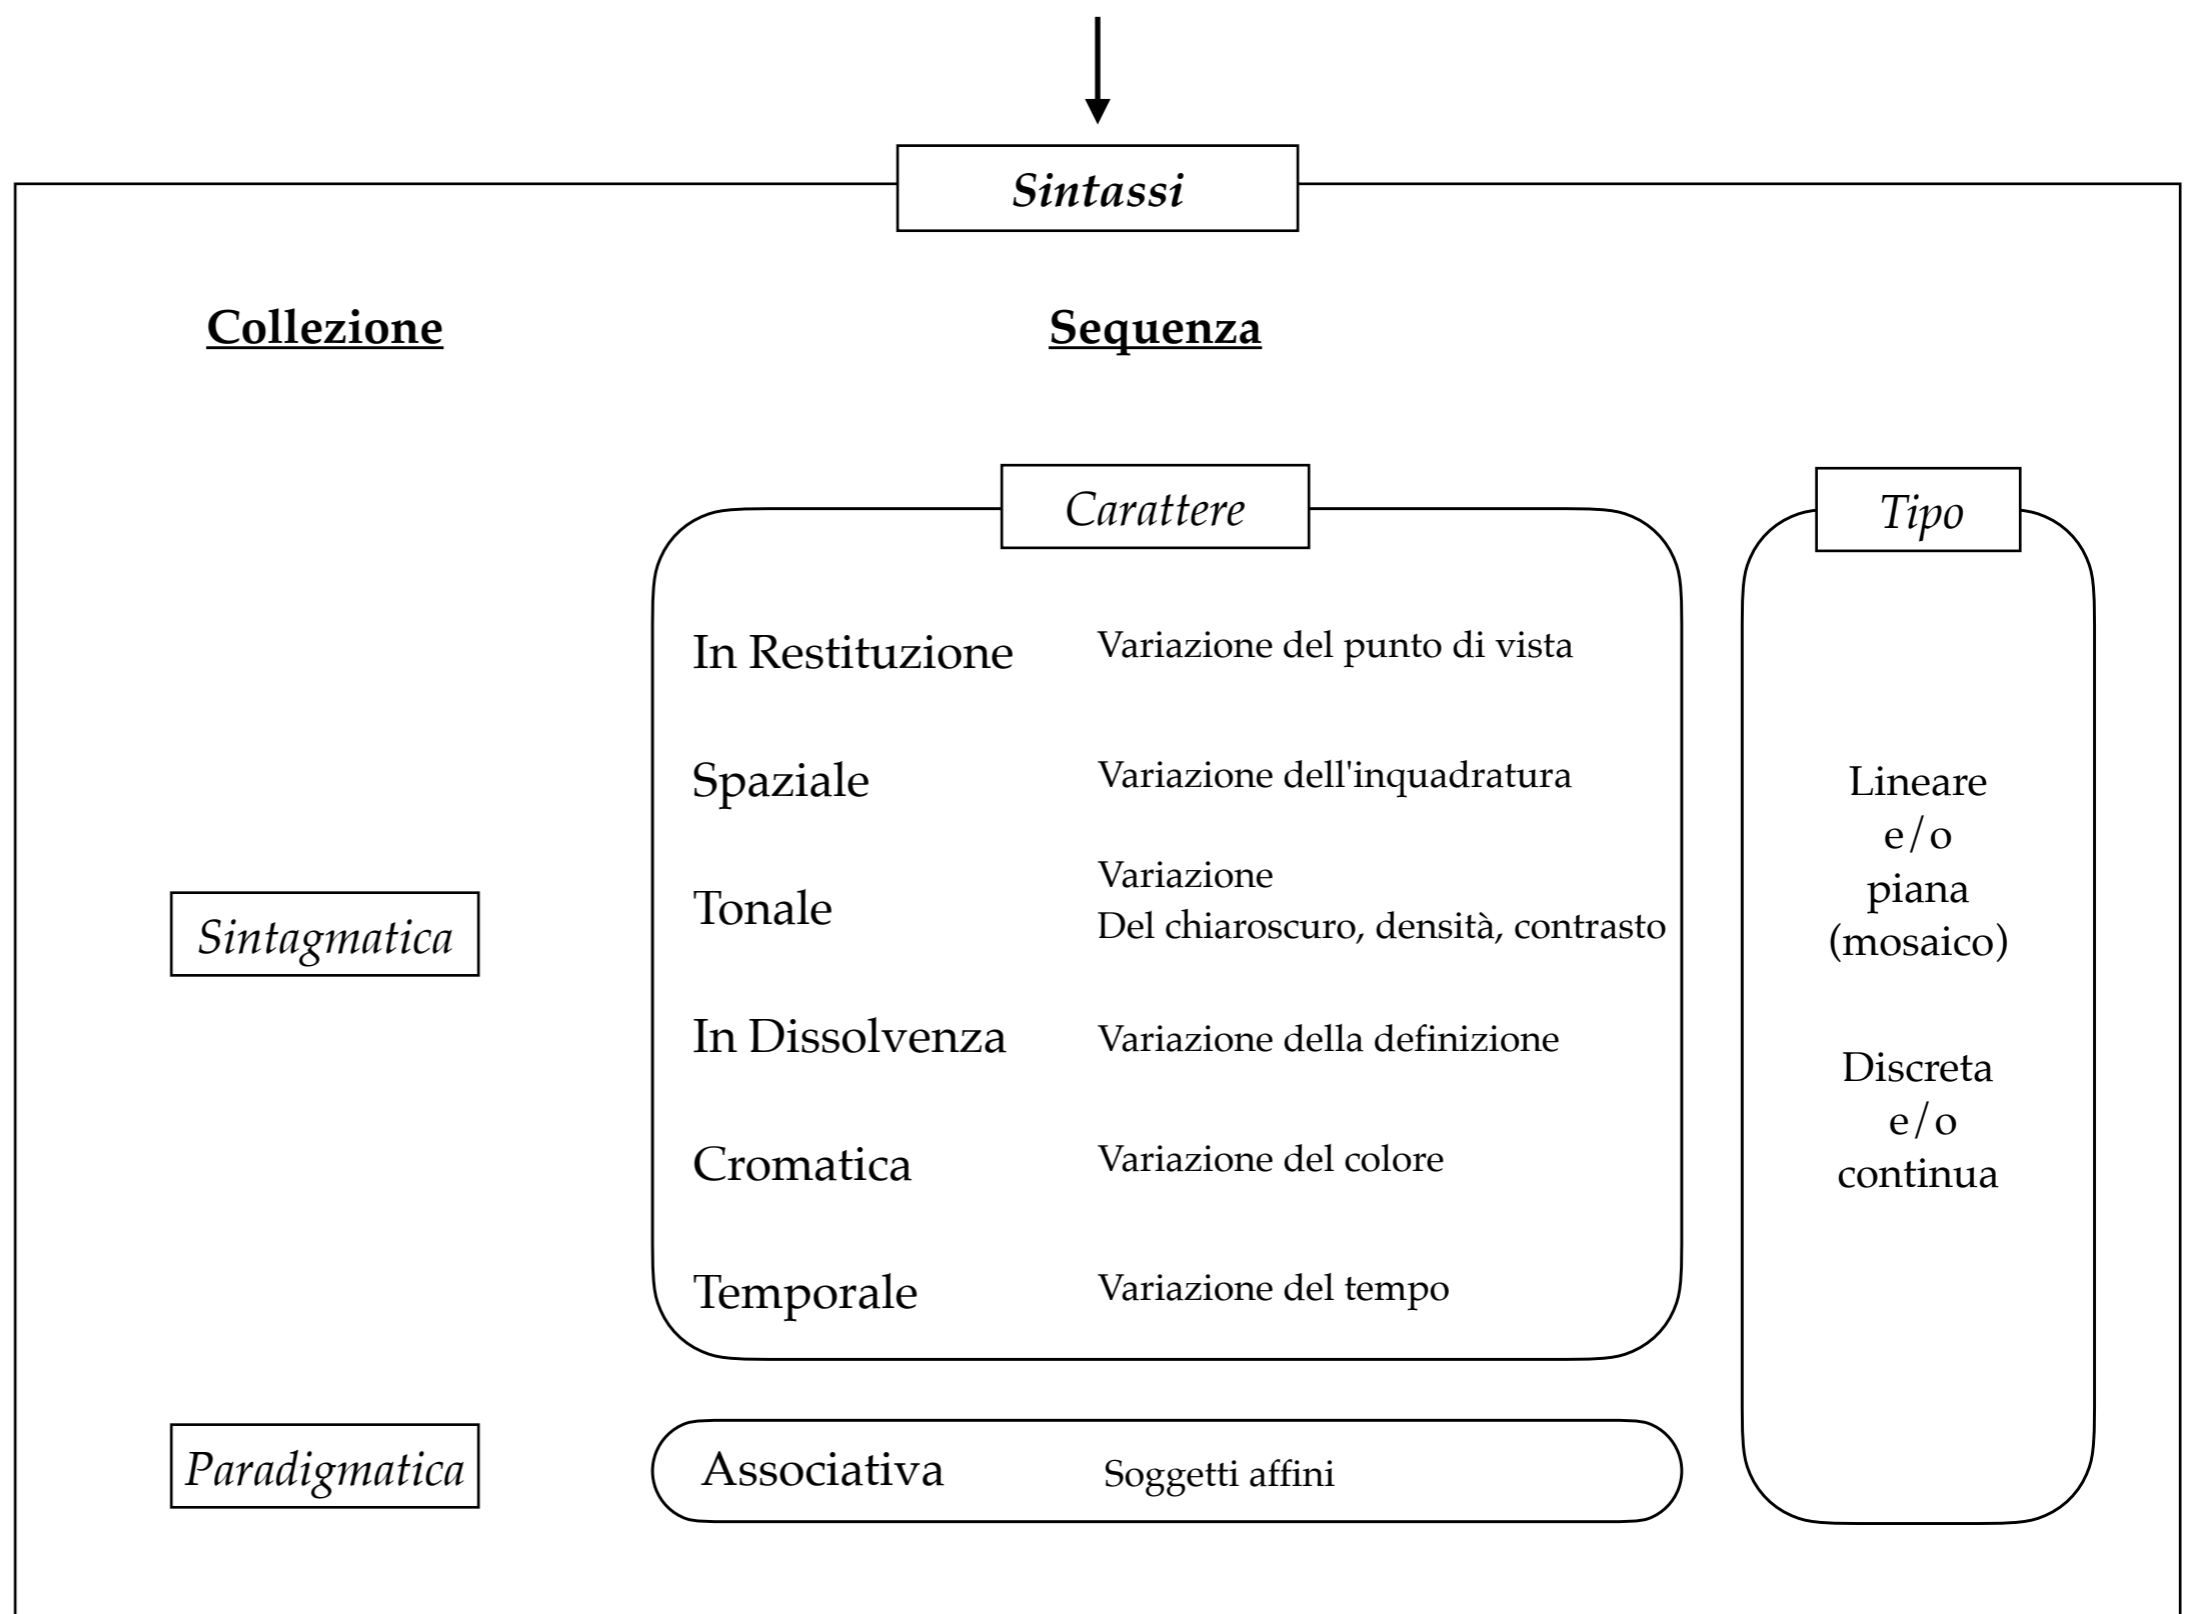 Sintassi
Collezione
Sequenza
Carattere
Tipo
In Restituzione
Variazione del punto di vista
Spaziale
Variazione dell'inquadratura
Tonale
Variazione
Del chiaroscuro, densità, contrasto
In Dissolvenza
Variazione della definizione
Cromatica
Variazione del colore
Temporale
Variazione del tempo
Sintagmatica
Lineare
e/o
piana
(mosaico)
Discreta
e/o
continua
Paradigmatica
Associativa
Soggetti affini